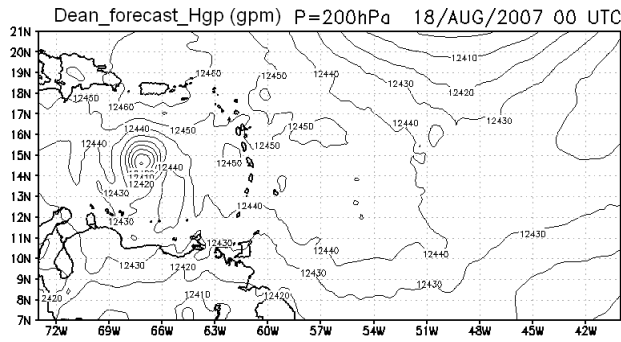 Dean_forecast_Hgp (gpm) P=200hPa 18/AUG/2007 00 UTC
21N
12410
20N
12460 12450 12440
19N
12430
12420
18N
12450
12460
17N
12440 12450 12450 12440 12430
16N
15N
12440 12450
14N
12420
12430
13N
12440
12N
12430
11N
12430 12440 12440 12430
10N
12430 12420
9N
12430 12430
8N
2420 12410 12420
7N
72W 69W 66W 63W 60W 57W 54W 51W 48W 45W 42W